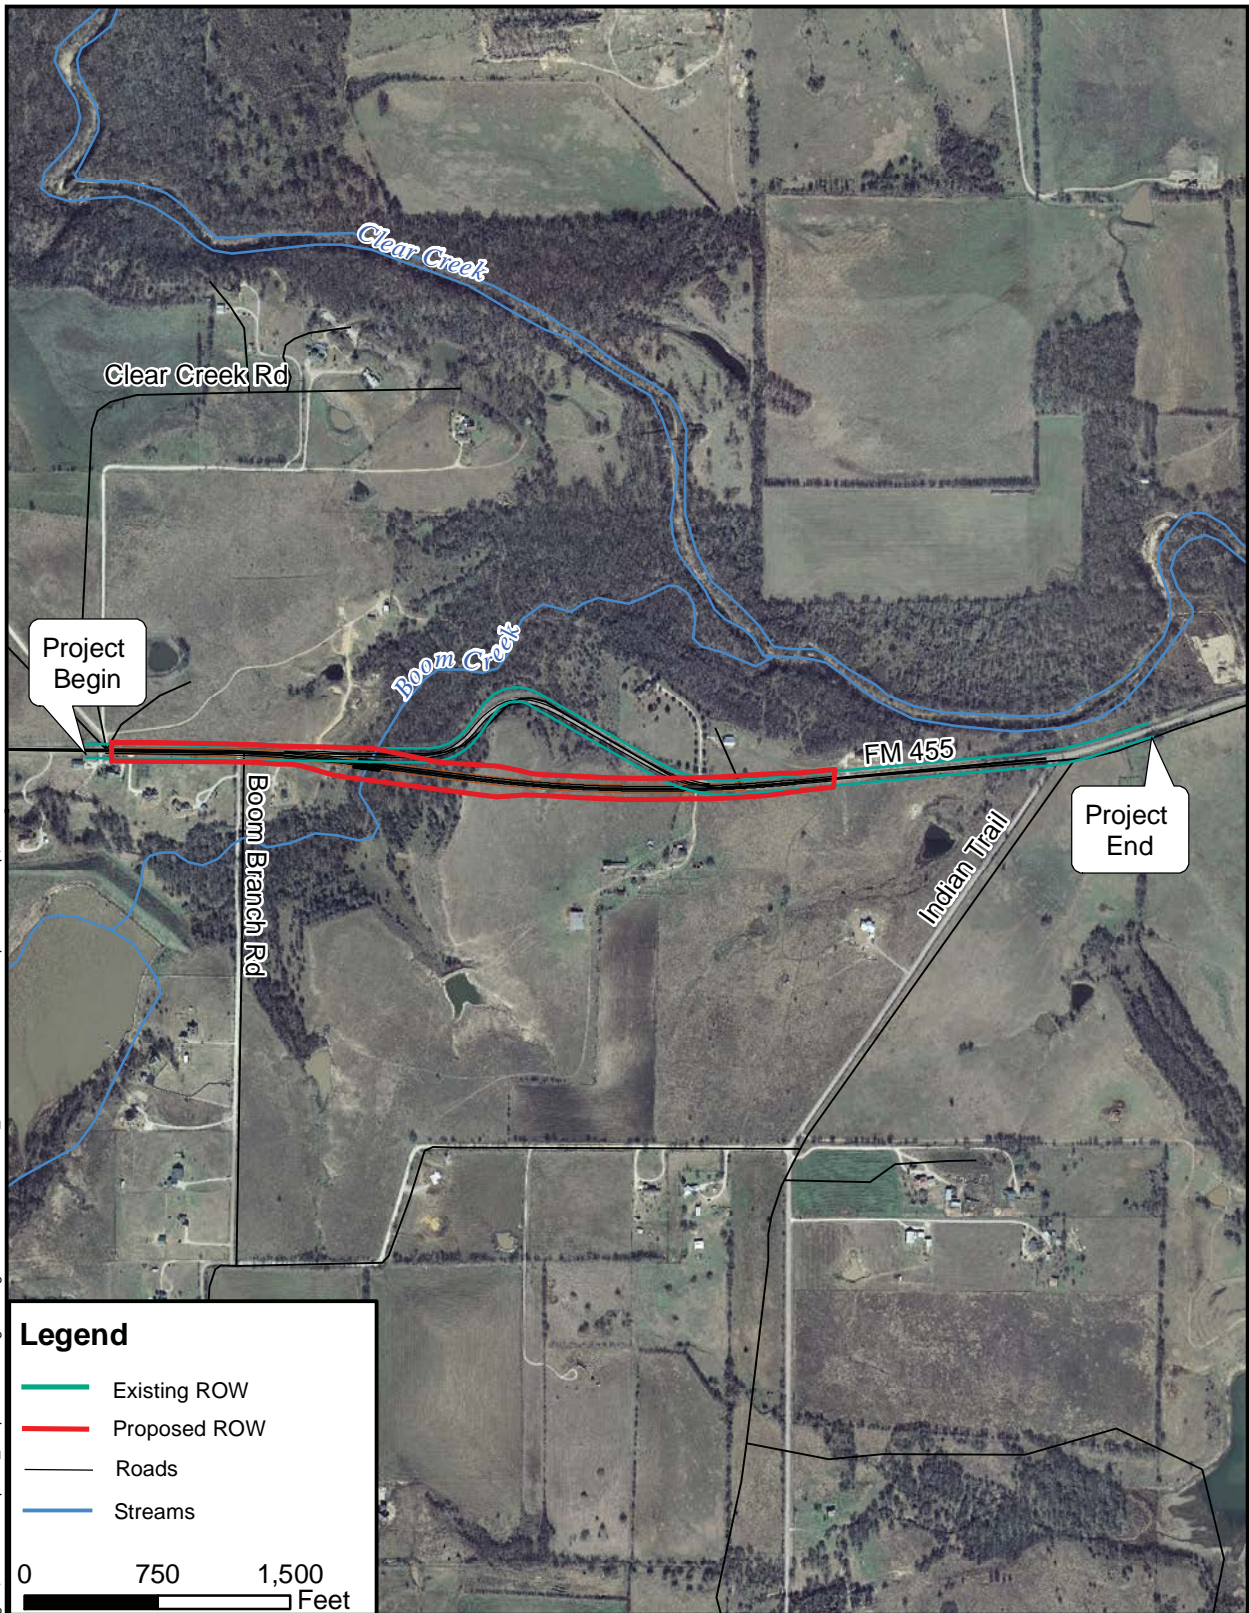 Clear Creek
Clear Creek Rd
Project
Begin
Boom Creek
FM 455
Boom Branch Rd
Indian Trail
Project
End
Legend
Existing ROW
Proposed ROW
Roads
Streams
0 750 1,500
Feet